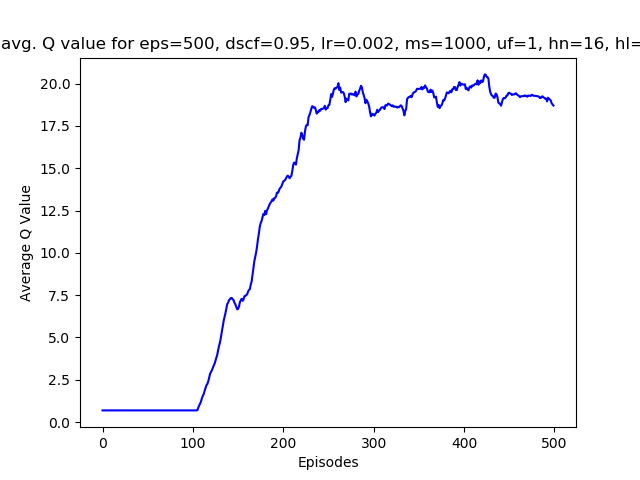 avg. Q value for eps=500, dscf=0.95, lr=0.002, ms=1000, uf=1, hn=16, hl=
20.0
17.5
15.0
12.5
10.0
7.5
5.0
2.5
0.0
Average Q Value
0 100 200 300 400 500
Episodes